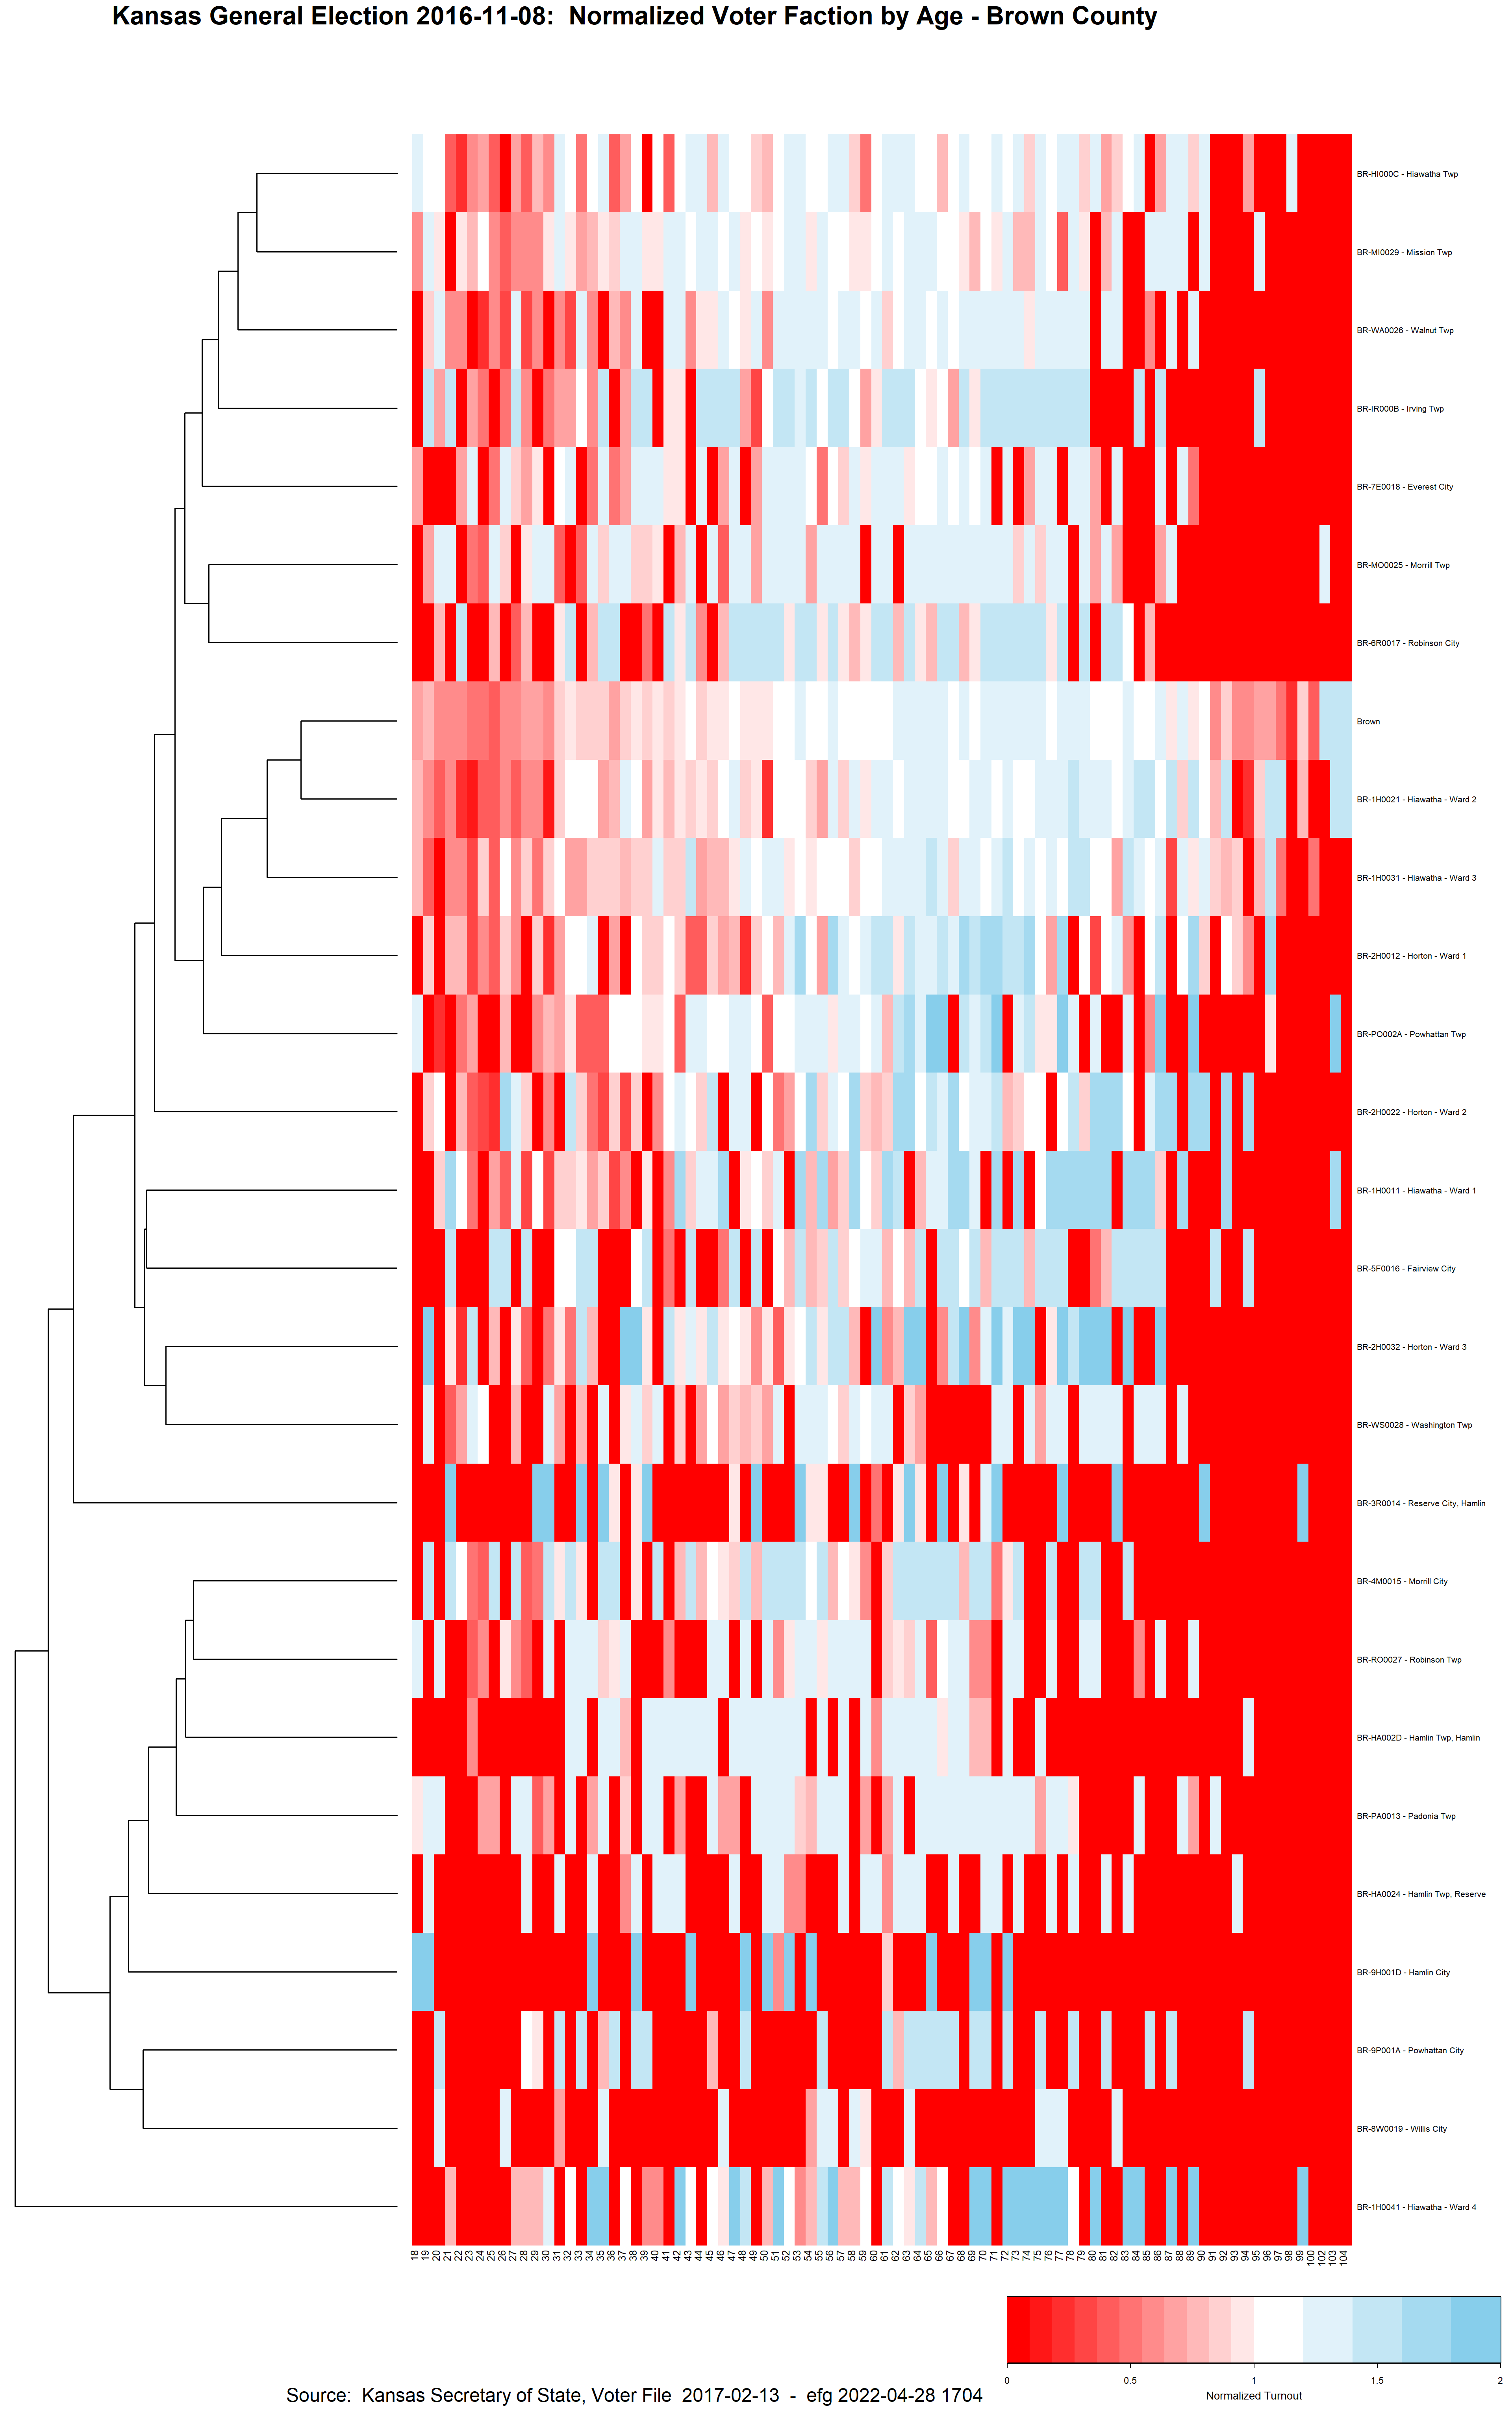 Kansas General Election 2016-11-08:  Normalized Voter Faction by Age - Brown County
BR-HI000C - Hiawatha Twp
BR-MI0029 - Mission Twp
BR-WA0026 - Walnut Twp
BR-IR000B - Irving Twp
BR-7E0018 - Everest City
BR-MO0025 - Morrill Twp
BR-6R0017 - Robinson City
Brown
BR-1H0021 - Hiawatha - Ward 2
BR-1H0031 - Hiawatha - Ward 3
BR-2H0012 - Horton - Ward 1
BR-PO002A - Powhattan Twp
BR-2H0022 - Horton - Ward 2
BR-1H0011 - Hiawatha - Ward 1
BR-5F0016 - Fairview City
BR-2H0032 - Horton - Ward 3
BR-WS0028 - Washington Twp
BR-3R0014 - Reserve City, Hamlin
BR-4M0015 - Morrill City
BR-RO0027 - Robinson Twp
BR-HA002D - Hamlin Twp, Hamlin
BR-PA0013 - Padonia Twp
BR-HA0024 - Hamlin Twp, Reserve
BR-9H001D - Hamlin City
BR-9P001A - Powhattan City
BR-8W0019 - Willis City
BR-1H0041 - Hiawatha - Ward 4
18 19 20 21 22 23 24 25 26 27 28 29 30 31 32 33 34 35 36 37 38 39 40 41 42 43 44 45 46 47 48 49 50 51 52 53 54 55 56 57 58 59 60 61 62 63 64 65 66 67 68 69 70 71 72 73 74 75 76 77 78 79 80 81 82 83 84 85 86 87 88 89 90 91 92 93 94 95 96 97 98 99 100 102 103 104
0 0.5 1 1.5 2
Normalized Turnout
Source:  Kansas Secretary of State, Voter File  2017-02-13  -  efg 2022-04-28 1704